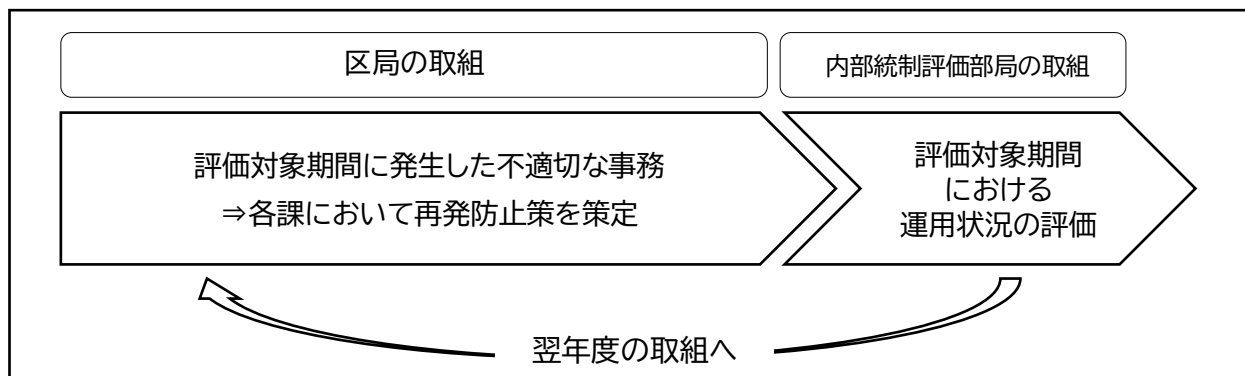 区局の取組
内部統制評価部局の取組
評価対象期間に発生した不適切な事務
⇒各課において再発防止策を策定
評価対象期間
における
運用状況の評価
翌年度の取組へ